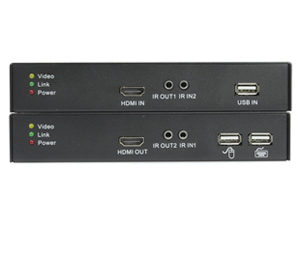 Video
Link
Power
HDMI IN
IR OUT1 IR IN2
USB IN
Video
Link
Power
HDMI OUT
IR OUT2 IR IN1